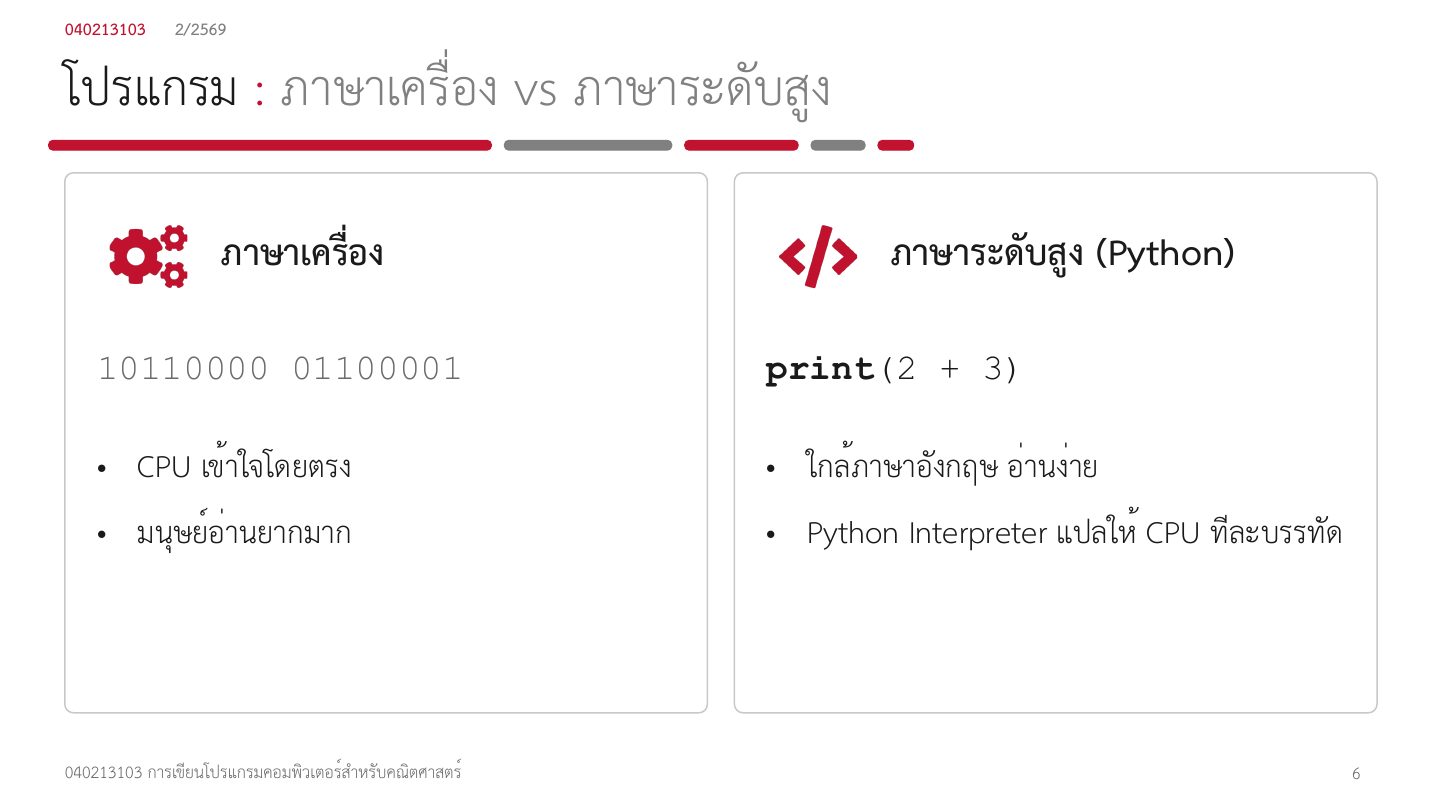 040213103 2/2569
โปรแกรม : ภาษาเครื่อง vs ภาษาระดับสูง
ภาษาเครื่อง
10110000 01100001
• CPU เข้าใจโดยตรง
• มนุษย์อ่านยากมาก
ภาษาระดับสูง (Python)
print(2 + 3)
• ใกล้ภาษาอังกฤษ อ่านง่าย
• Python Interpreter แปลให้ CPU ทีละบรรทัด
040213103 การเขียนโปรแกรมคอมพิวเตอร์สำหรับคณิตศาสตร์
6